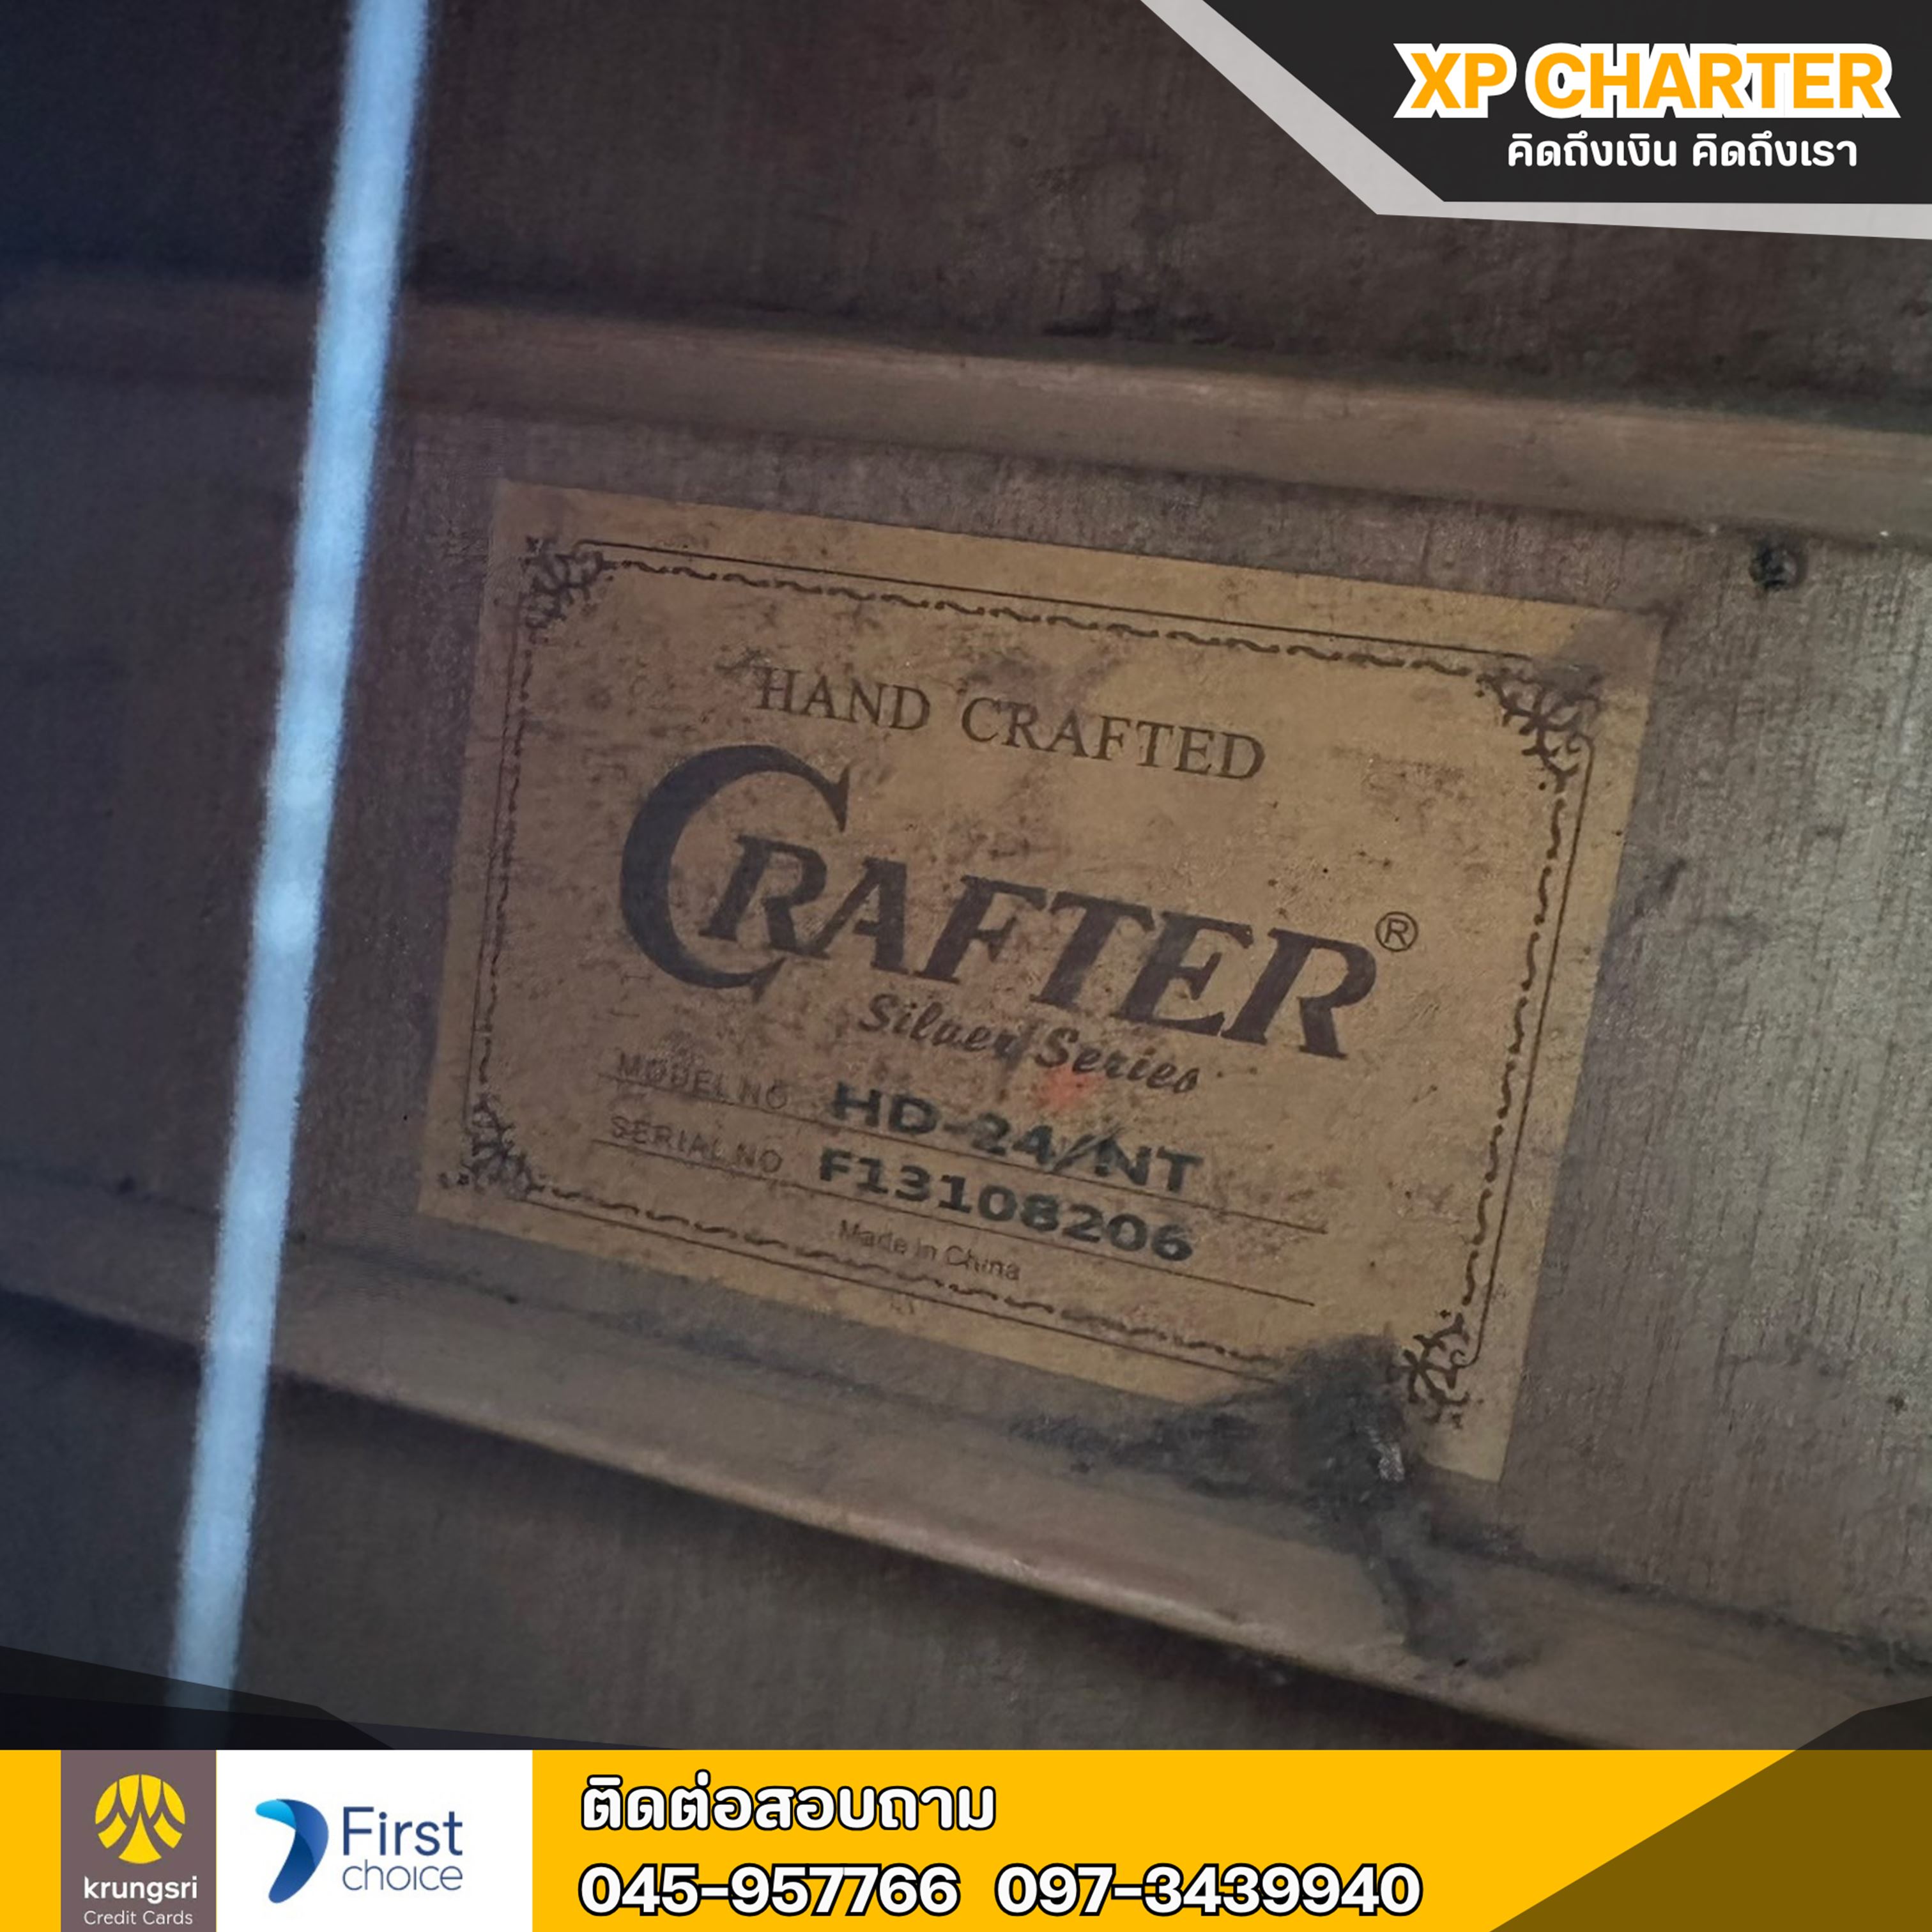 XP CHARTER
คิดถึงเงิน คิดถึงเรา
HAND CRAFTED
CRAFTER®
Silver Series
MODEL NO HD-24/NT
SERIAL NO F13108206
Made in China
krungsri
Credit Cards
First
choice
ติดต่อสอบถาม
045-957766 097-3439940